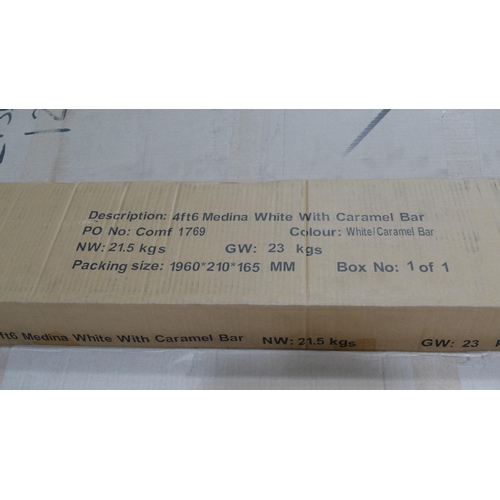 Description: 4ft6 Medina White With Caramel Bar
PO No: Comf 1769 Colour: White/Caramel Bar
NW: 21.5 kgs GW: 23 kgs
Packing size: 1960*210*165 MM Box No: 1 of 1
ft6 Medina White With Caramel Bar NW: 21.5 kgs GW: 23 k